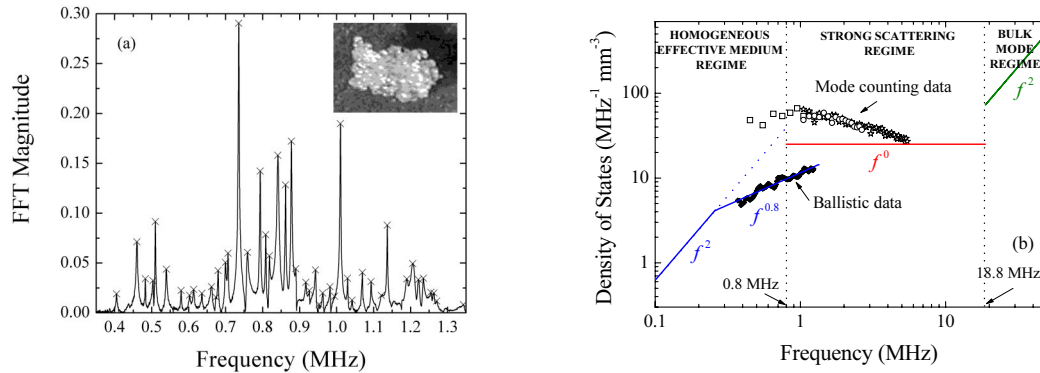 (a)
FFT Magnitude
0.30
0.25
0.20
0.15
0.10
0.05
0.00
0.4 0.5 0.6 0.7 0.8 0.9 1.0 1.1 1.2 1.3
Frequency (MHz)
HOMOGENEOUS
EFFECTIVE MEDIUM
REGIME
STRONG SCATTERING
REGIME
BULK
MODE
REGIME
Density of States (MHz⁻¹ mm⁻³)
100
10
1
Mode counting data
f²
f⁰
Ballistic data
f⁰·⁸
f²
(b)
0.8 MHz
18.8 MHz
0.1 1 10
Frequency (MHz)